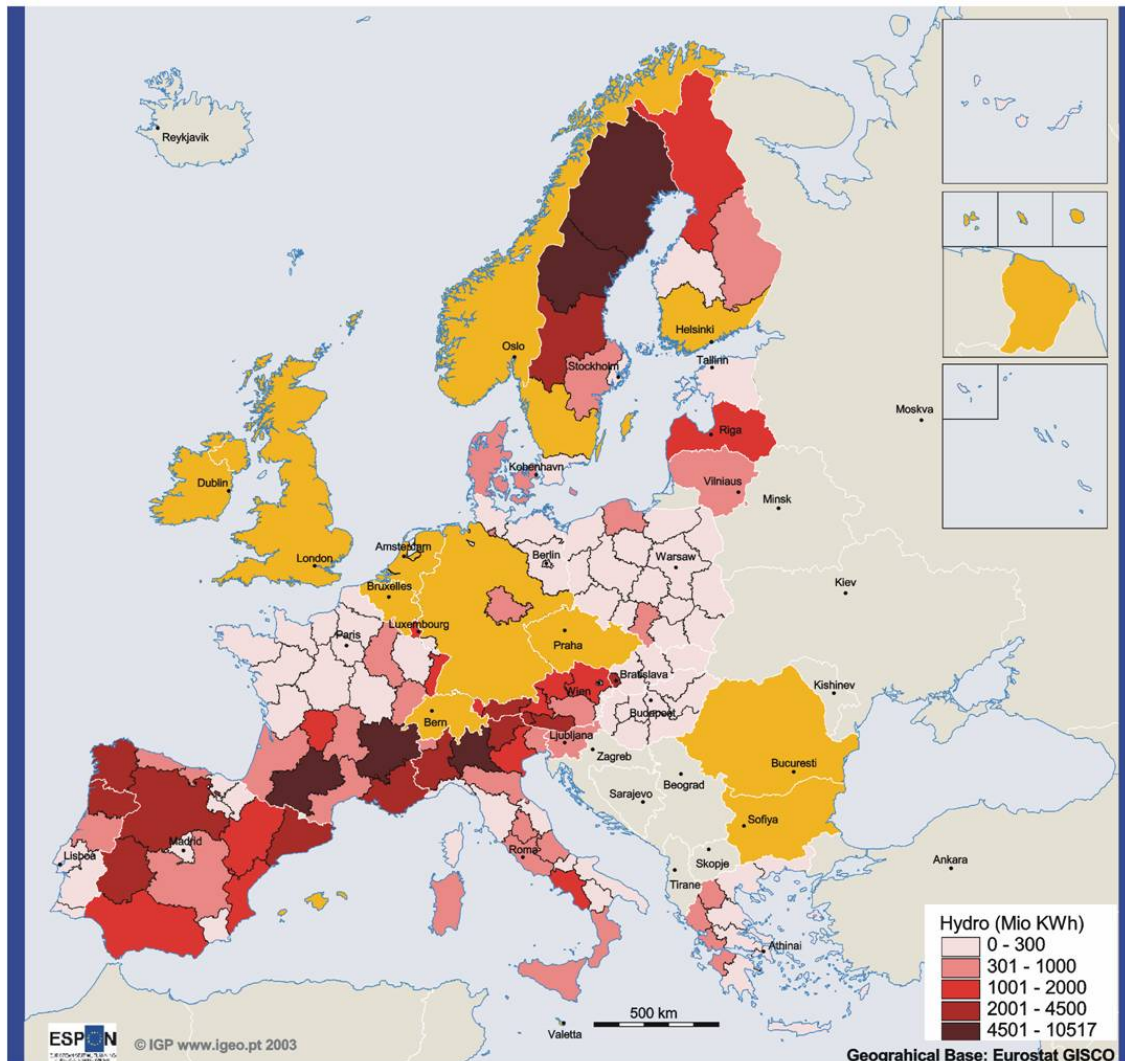 Reykjavik
Oslo
Helsinki
Stockholm
Tallinn
Moskva
Riga
Kobenhavn
Vilniaus
Minsk
Dublin
Amsterdam
Berlin
Warsaw
London
Bruxelles
Kiev
Luxembourg
Paris
Praha
Wien
Bratislava
Kishinev
Budapest
Bern
Ljubljana
Zagreb
Bucuresti
Beograd
Sarajevo
Sofiya
Madrid
Lisboa
Roma
Skopje
Tirane
Ankara
Athinai
Valetta
Hydro (Mio KWh)
0 - 300
301 - 1000
1001 - 2000
2001 - 4500
4501 - 10517
500 km
ESPON
© IGP www.igeo.pt 2003
Geograhical Base: Eurostat GISCO